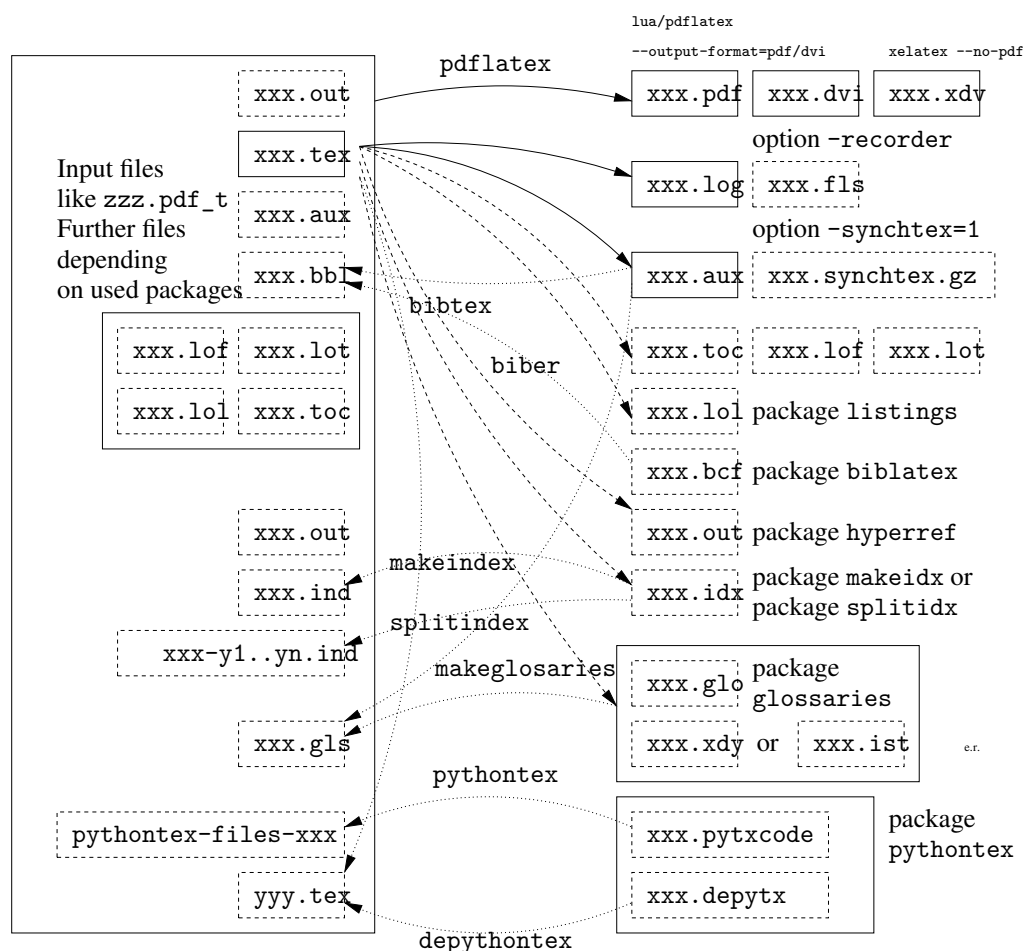 lua/pdflatex
--output-format=pdf/dvi xelatex --no-pdf
pdflatex
xxx.out xxx.pdf xxx.dvi xxx.xdv
option -recorder
xxx.tex
Input files
like zzz.pdf_t
Further files
depending
on used packages
xxx.log xxx.fls
xxx.aux
option -synchtex=1
xxx.bbl xxx.aux xxx.synchtex.gz
bibtex
xxx.lof xxx.lot xxx.toc xxx.lof xxx.lot
biber
xxx.lol xxx.toc xxx.lol package listings
xxx.bcf package biblatex
xxx.out xxx.out package hyperref
makeindex
xxx.ind xxx.idx package makeidx or
package splitidx
splitindex
xxx-y1..yn.ind
makeglosaries xxx.glo package
glossaries
xxx.gls xxx.xdy or xxx.ist e.r.
pythontex
pythontex-files-xxx xxx.pytxcode package
pythontex
yyy.tex xxx.depytx
depythontex